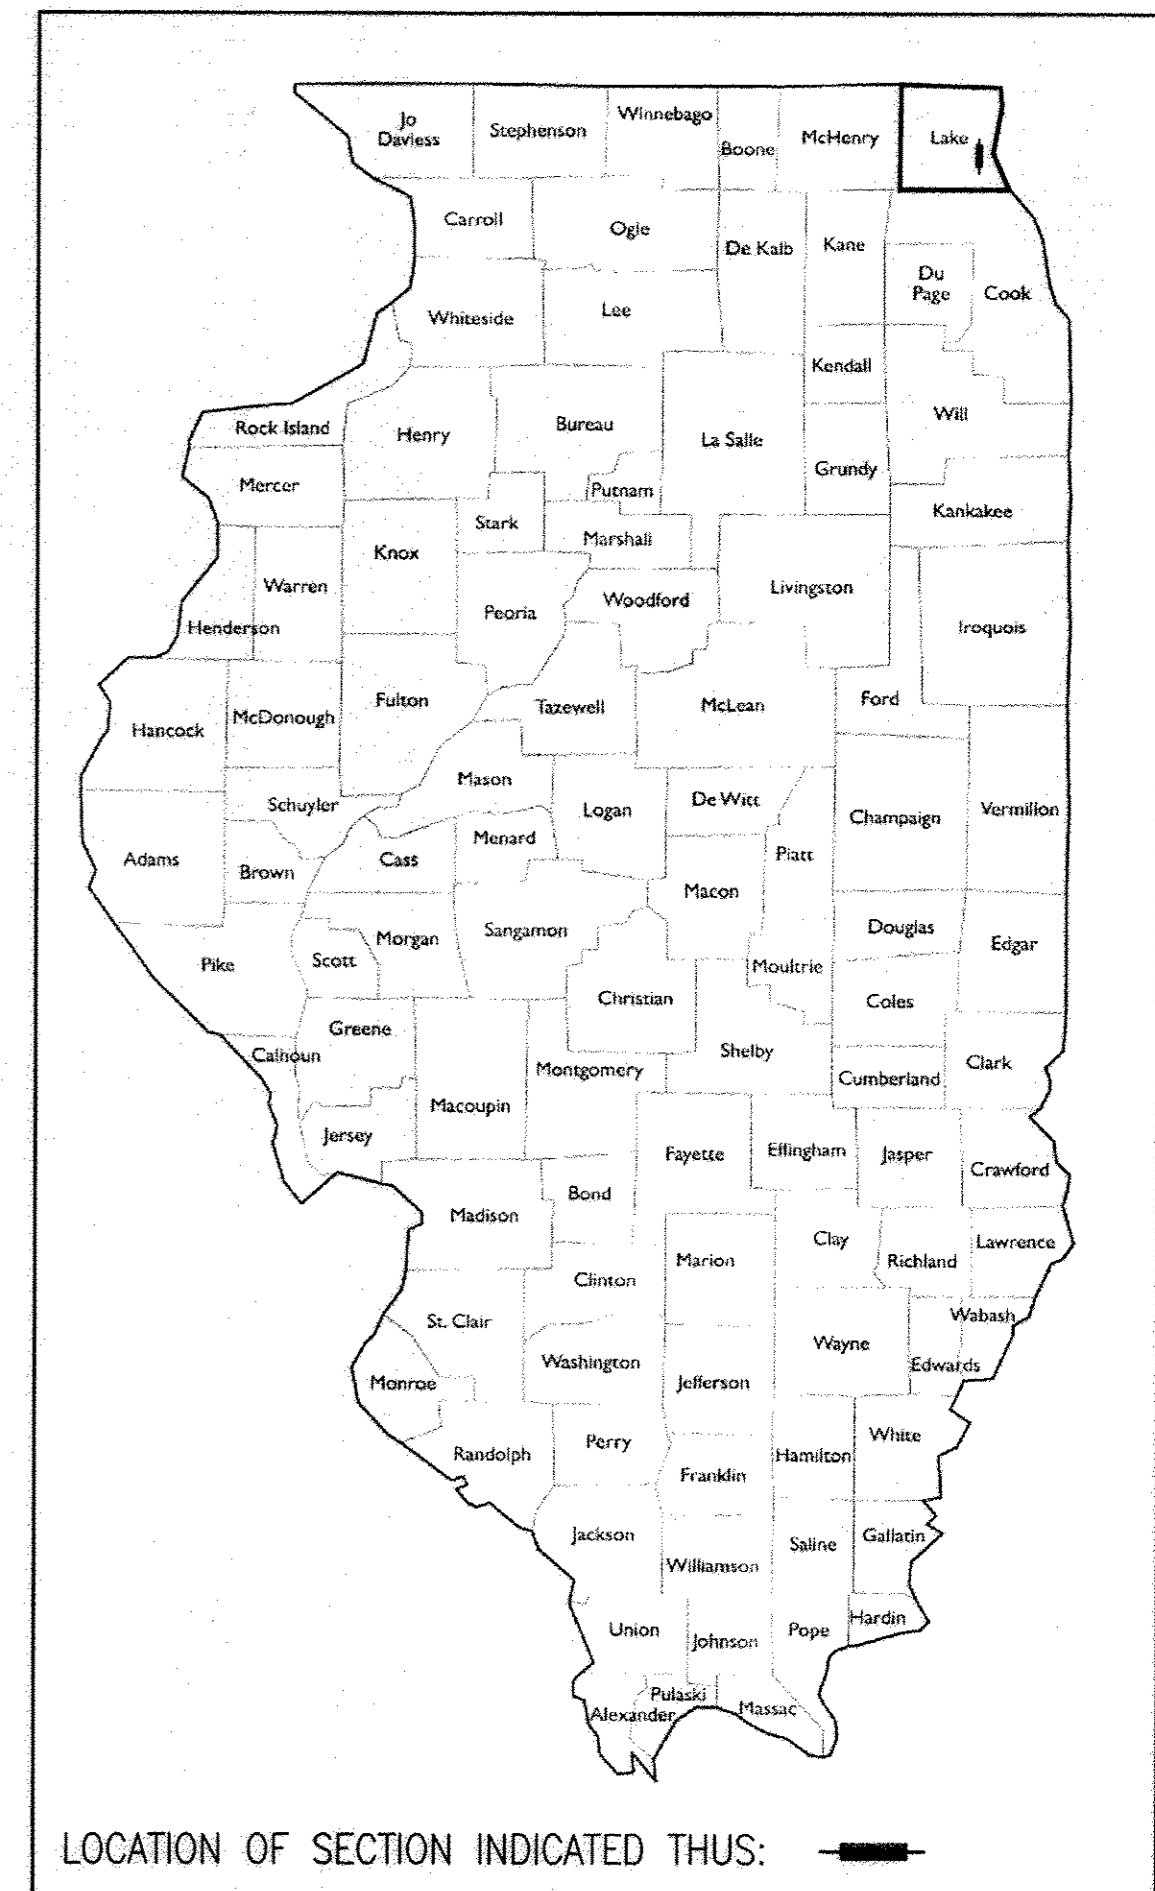 Jo
Daviess
Stephenson
Winnebago
Boone
McHenry
Lake
Carroll
Ogle
De Kalb
Kane
Du
Page
Cook
Whiteside
Lee
Kendall
Will
Rock Island
Henry
Bureau
La Salle
Grundy
Mercer
Putnam
Kankakee
Stark
Marshall
Knox
Warren
Peoria
Woodford
Livingston
Henderson
Iroquois
Hancock
McDonough
Fulton
Tazewell
McLean
Ford
Mason
Schuyler
Logan
De Witt
Champaign
Vermilion
Adams
Brown
Cass
Menard
Piatt
Macon
Pike
Scott
Morgan
Sangamon
Moultrie
Douglas
Edgar
Christian
Coles
Greene
Calhoun
Montgomery
Shelby
Cumberland
Clark
Macoupin
Jersey
Fayette
Effingham
Jasper
Crawford
Madison
Bond
Marion
Clay
Richland
Lawrence
Clinton
St. Clair
Wabash
Washington
Wayne
Edwards
Monroe
Jefferson
Randolph
Perry
Franklin
Hamilton
White
Jackson
Williamson
Saline
Gallatin
Union
Johnson
Pope
Hardin
Pulaski
Alexander
Massac
LOCATION OF SECTION INDICATED THUS: